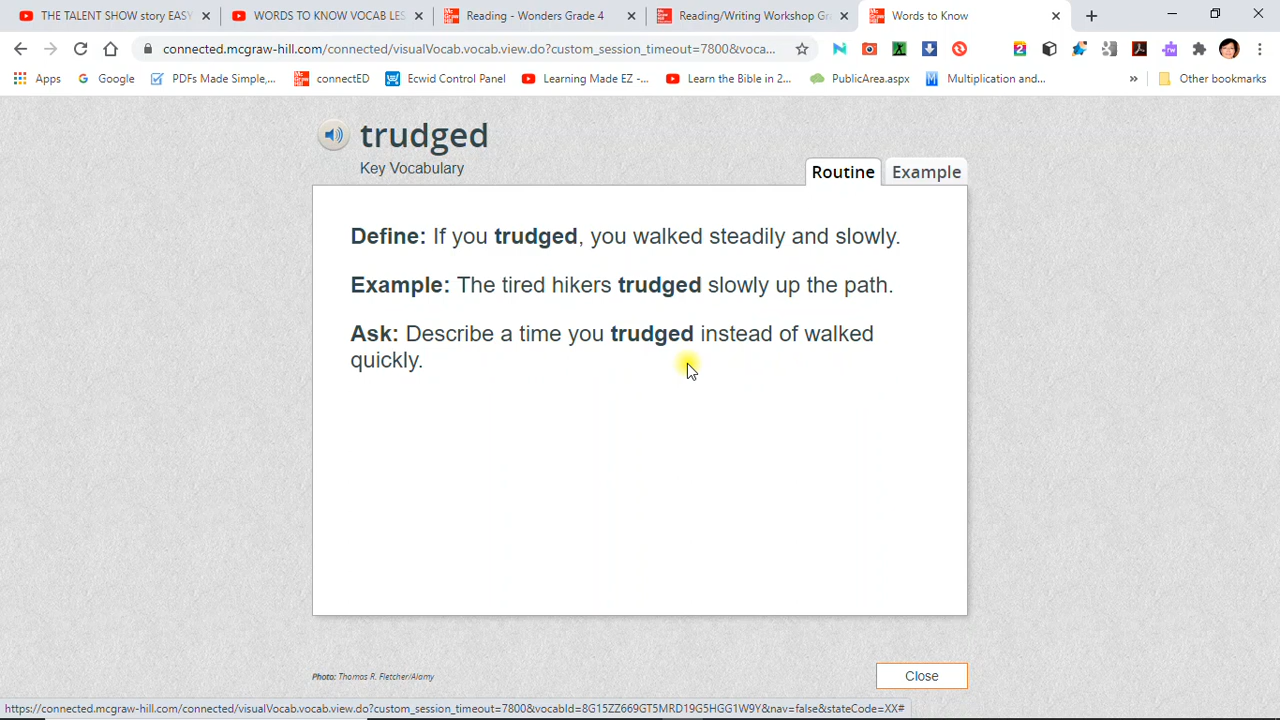 THE TALENT SHOW story EASY
WORDS TO KNOW VOCAB LES
Reading - Wonders Grade 4
Reading/Writing Workshop Gr
Words to Know
connected.mcgraw-hill.com/connected/visualVocab.vocab.view.do?custom_session_timeout=7800&voca...
Apps
Google
PDFs Made Simple,...
connectED
Ecwid Control Panel
Learning Made EZ -...
Learn the Bible in 2...
PublicArea.aspx
Multiplication and...
»
Other bookmarks
trudged
Key Vocabulary
Routine
Example
Define: If you trudged, you walked steadily and slowly.
Example: The tired hikers trudged slowly up the path.
Ask: Describe a time you trudged instead of walked
quickly.
Photo: Thomas R. Fletcher/Alamy
Close
https://connected.mcgraw-hill.com/connected/visualVocab.vocab.view.do?custom_session_timeout=7800&vocabId=8G15ZZ669GT5MRD19G5HGG1W9Y&nav=false&stateCode=XX#